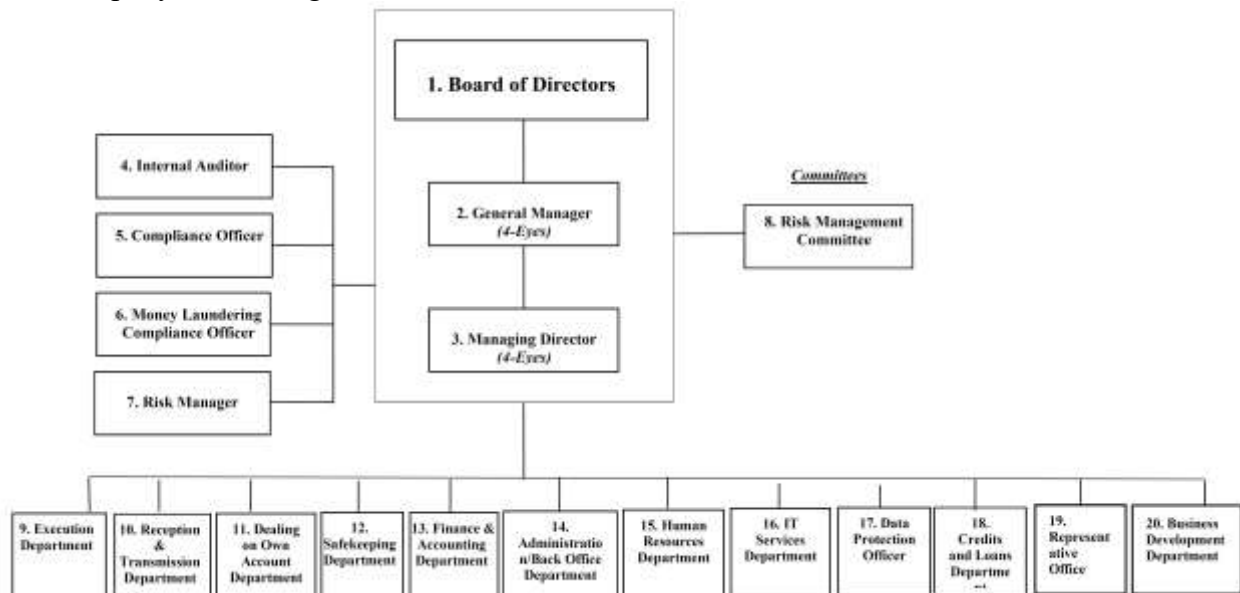 1. Board of Directors
4. Internal Auditor
Committees
2. General Manager
(4-Eyes)
8. Risk Management
Committee
5. Compliance Officer
6. Money Laundering
Compliance Officer
3. Managing Director
(4-Eyes)
7. Risk Manager
9. Execution
Department
10. Reception
&
Transmission
Department
11. Dealing
on Own
Account
Department
12.
Safekeeping
Department
13. Finance &
Accounting
Department
14.
Administratio
n/Back Office
Department
15. Human
Resources
Department
16. IT
Services
Department
17. Data
Protection
Officer
18.
Credits
and Loans
Departme
19.
Represent
ative
Office
20. Business
Development
Department